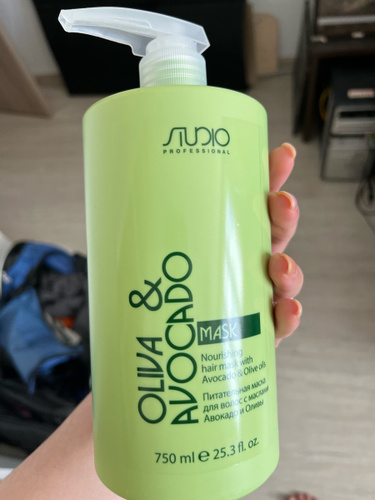 STUDIO
PROFESSIONAL
OLIVA &
AVOCADO
MASK
Nourishing
hair mask with
Avocado & Olive oils
Питательная маска
для волос с маслами
Авокадо и Оливы
750 ml e 25.3 fl. oz.